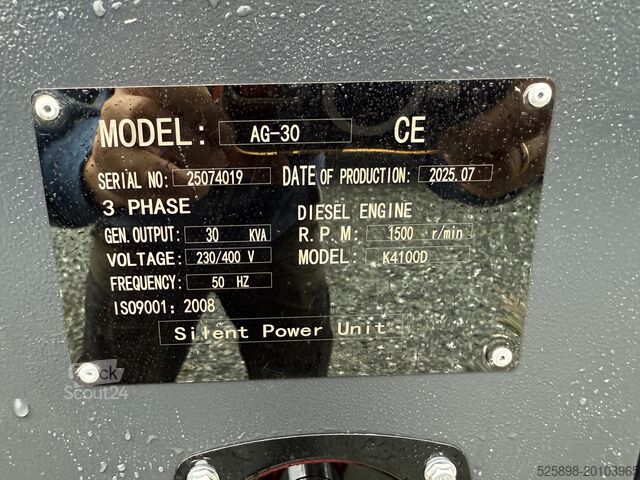 MODEL: AG-30 CE
SERIAL NO: 25074019 DATE OF PRODUCTION: 2025.07
3 PHASE DIESEL ENGINE
GEN. OUTPUT: 30 KVA R.P.M: 1500 r/min
VOLTAGE: 230/400 V MODEL: K4100D
FREQUENCY: 50 HZ
ISO9001: 2008
Silent Power Unit
Scout24
525898-20103965